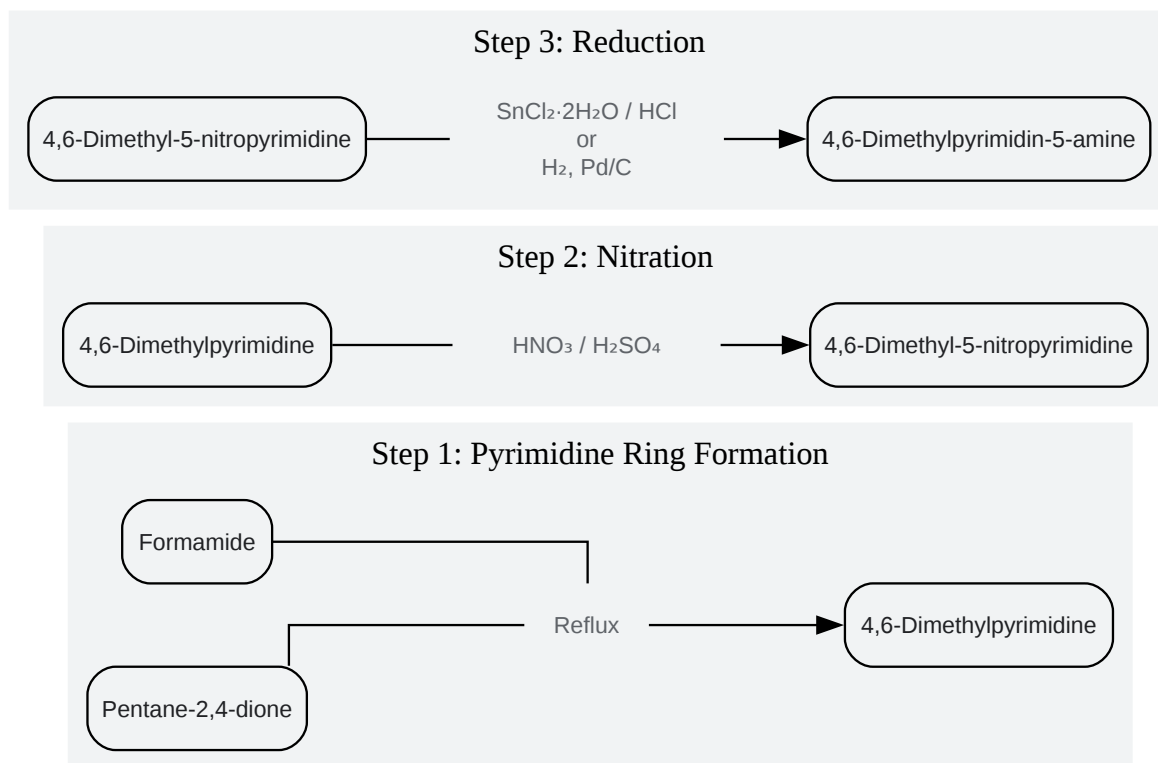 Step 3: Reduction
4,6-Dimethyl-5-nitropyrimidine
SnCl₂·2H₂O / HCl
or
H₂, Pd/C
4,6-Dimethylpyrimidin-5-amine
Step 2: Nitration
4,6-Dimethylpyrimidine
HNO₃ / H₂SO₄
4,6-Dimethyl-5-nitropyrimidine
Step 1: Pyrimidine Ring Formation
Formamide
Reflux
4,6-Dimethylpyrimidine
Pentane-2,4-dione